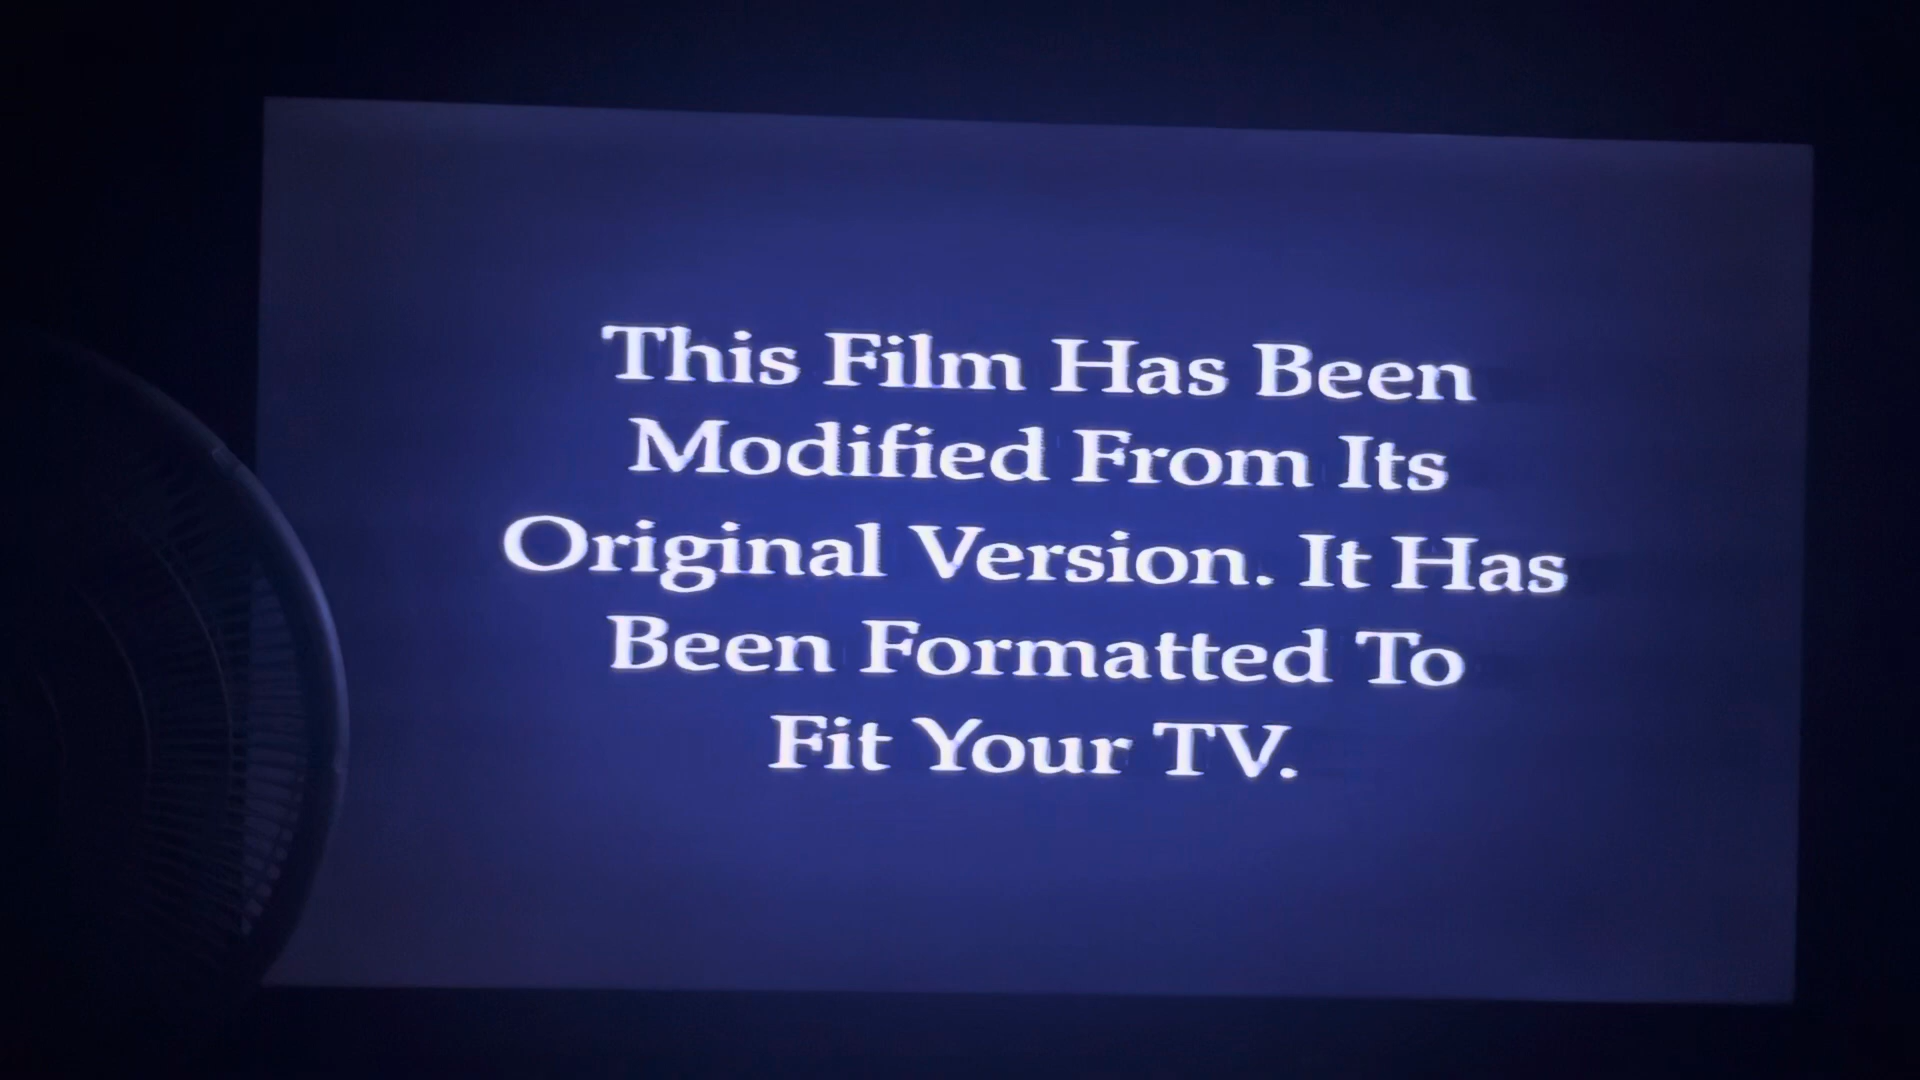 This Film Has Been
Modified From Its
Original Version. It Has
Been Formatted To
Fit Your TV.